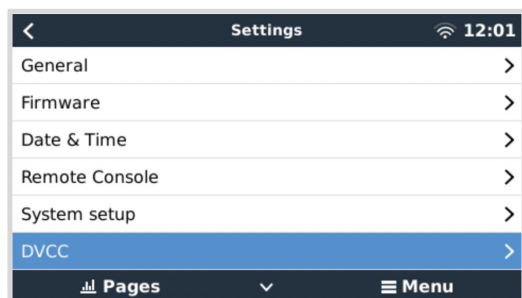 Settings 12:01
General
Firmware
Date & Time
Remote Console
System setup
DVCC
Pages Menu